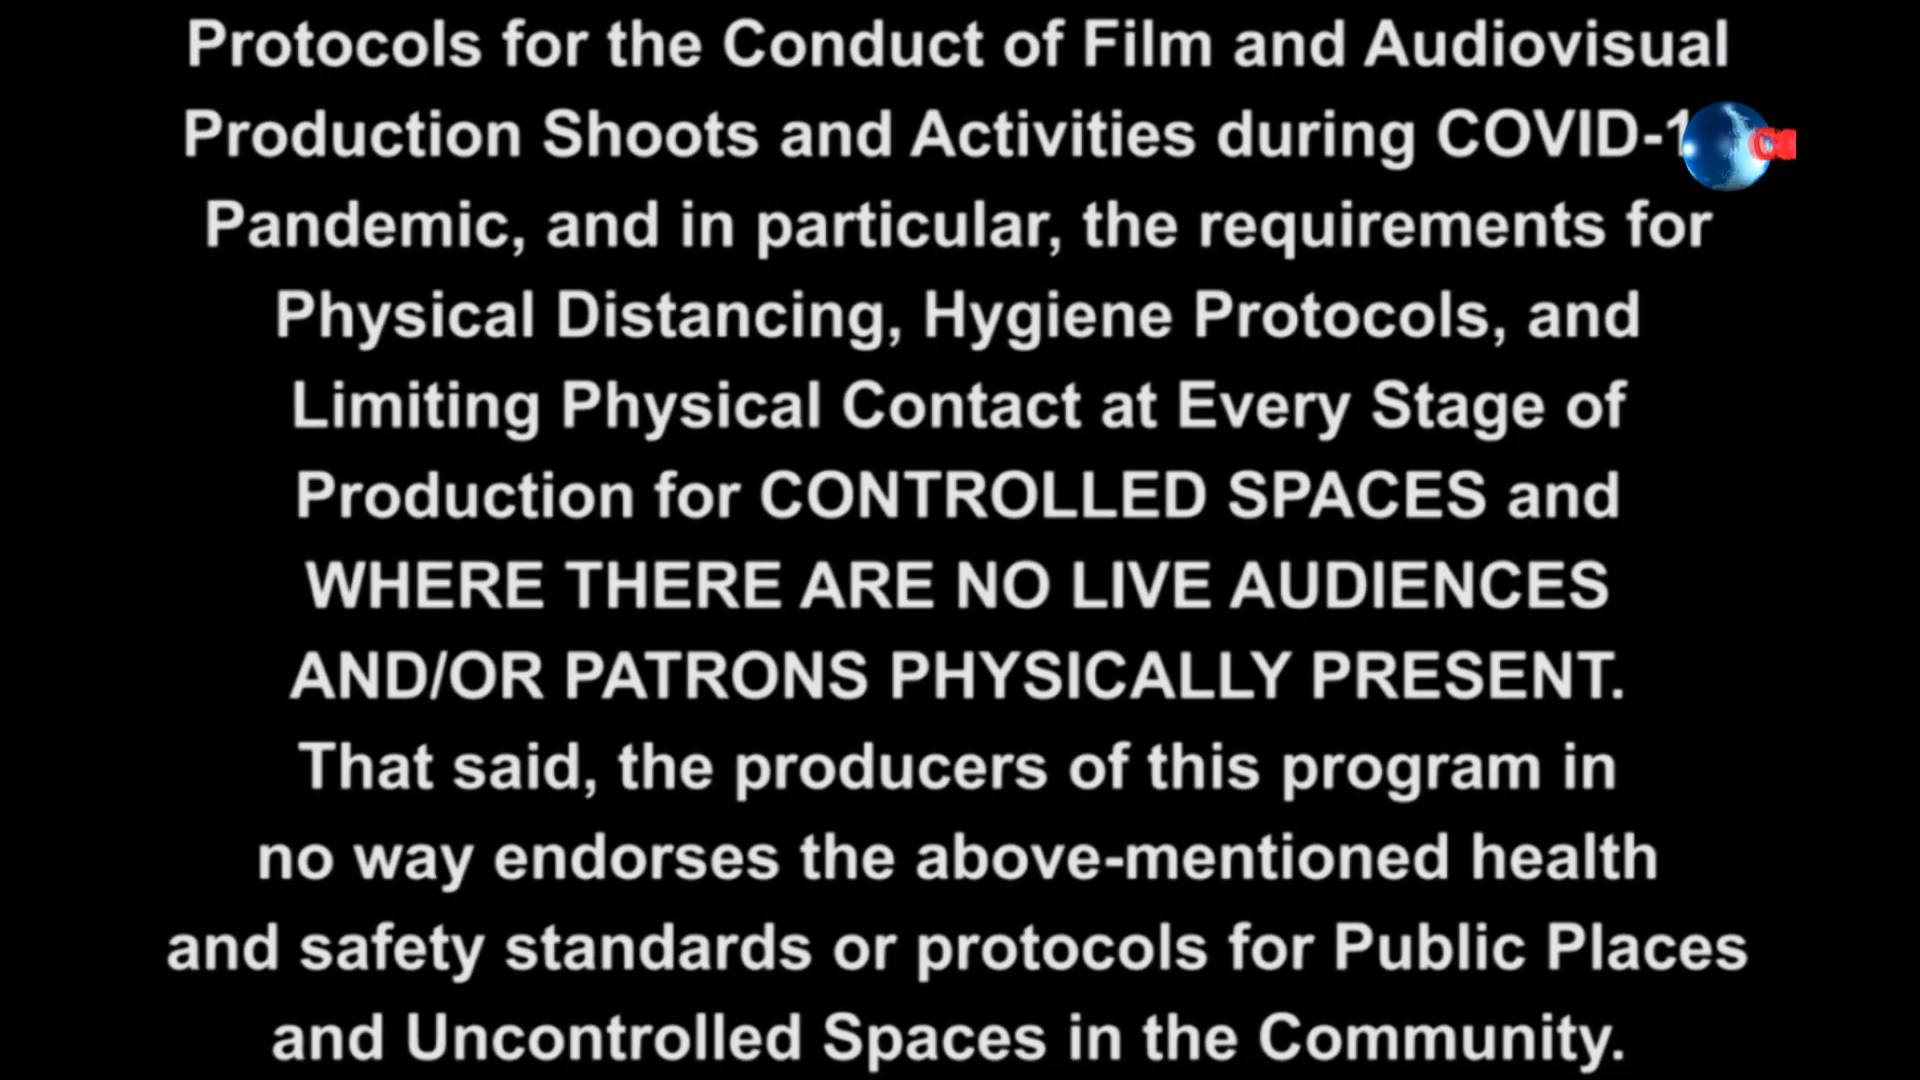 Protocols for the Conduct of Film and Audiovisual
Production Shoots and Activities during COVID-1
Pandemic, and in particular, the requirements for
Physical Distancing, Hygiene Protocols, and
Limiting Physical Contact at Every Stage of
Production for CONTROLLED SPACES and
WHERE THERE ARE NO LIVE AUDIENCES
AND/OR PATRONS PHYSICALLY PRESENT.
That said, the producers of this program in
no way endorses the above-mentioned health
and safety standards or protocols for Public Places
and Uncontrolled Spaces in the Community.